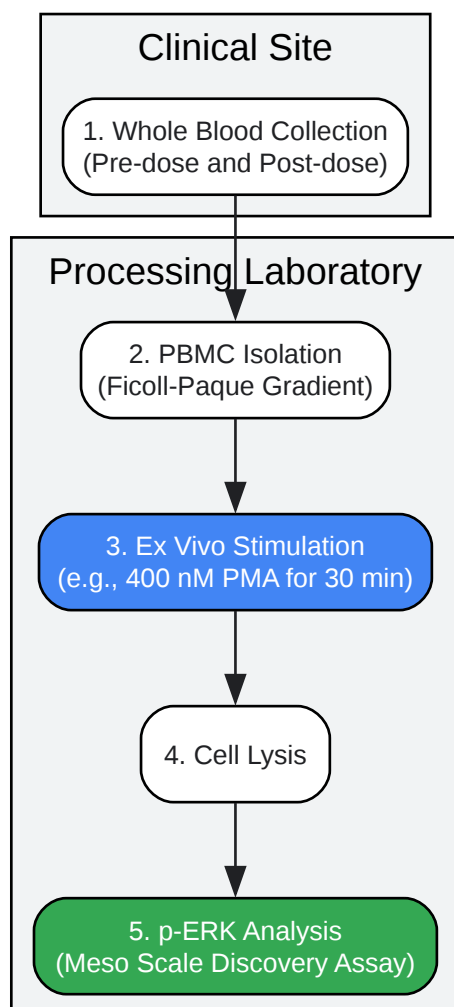 Clinical Site
1. Whole Blood Collection
(Pre-dose and Post-dose)
Processing Laboratory
2. PBMC Isolation
(Ficoll-Paque Gradient)
3. Ex Vivo Stimulation
(e.g., 400 nM PMA for 30 min)
4. Cell Lysis
5. p-ERK Analysis
(Meso Scale Discovery Assay)